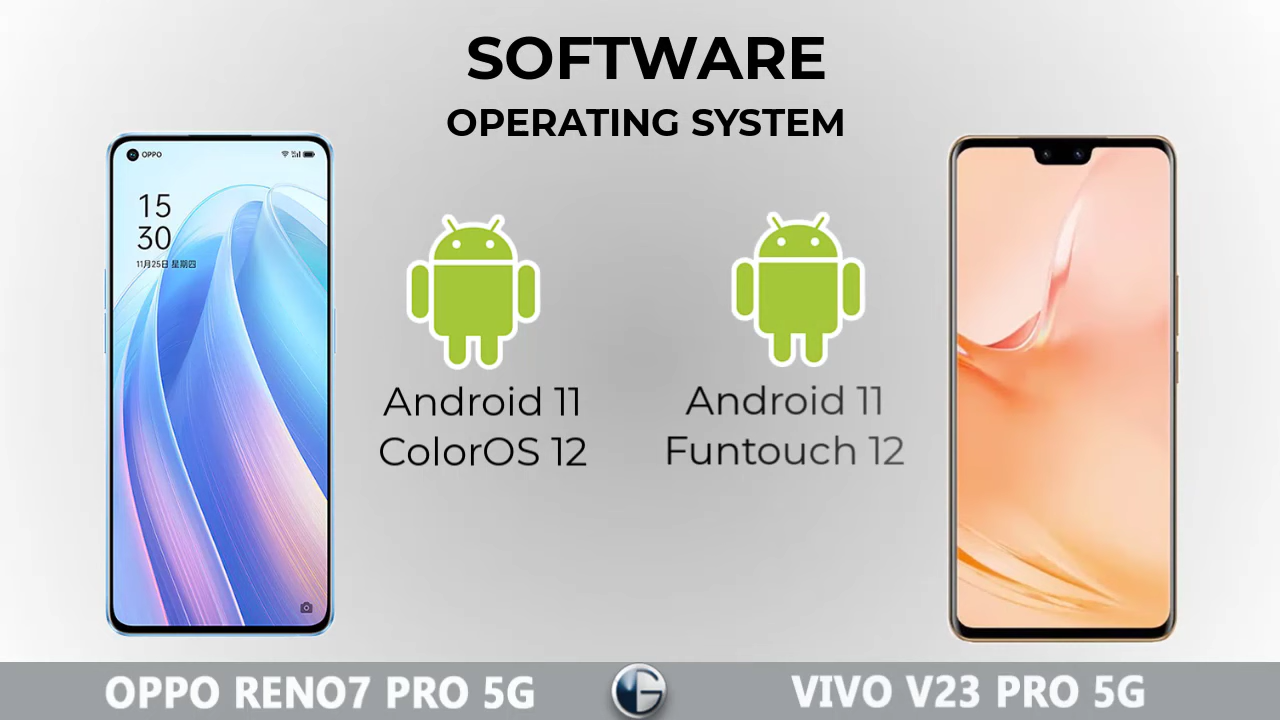 SOFTWARE
OPERATING SYSTEM
OPPO
15
30
11月25日 星期四
Android 11
ColorOS 12
Android 11
Funtouch 12
OPPO RENO7 PRO 5G
G
VIVO V23 PRO 5G